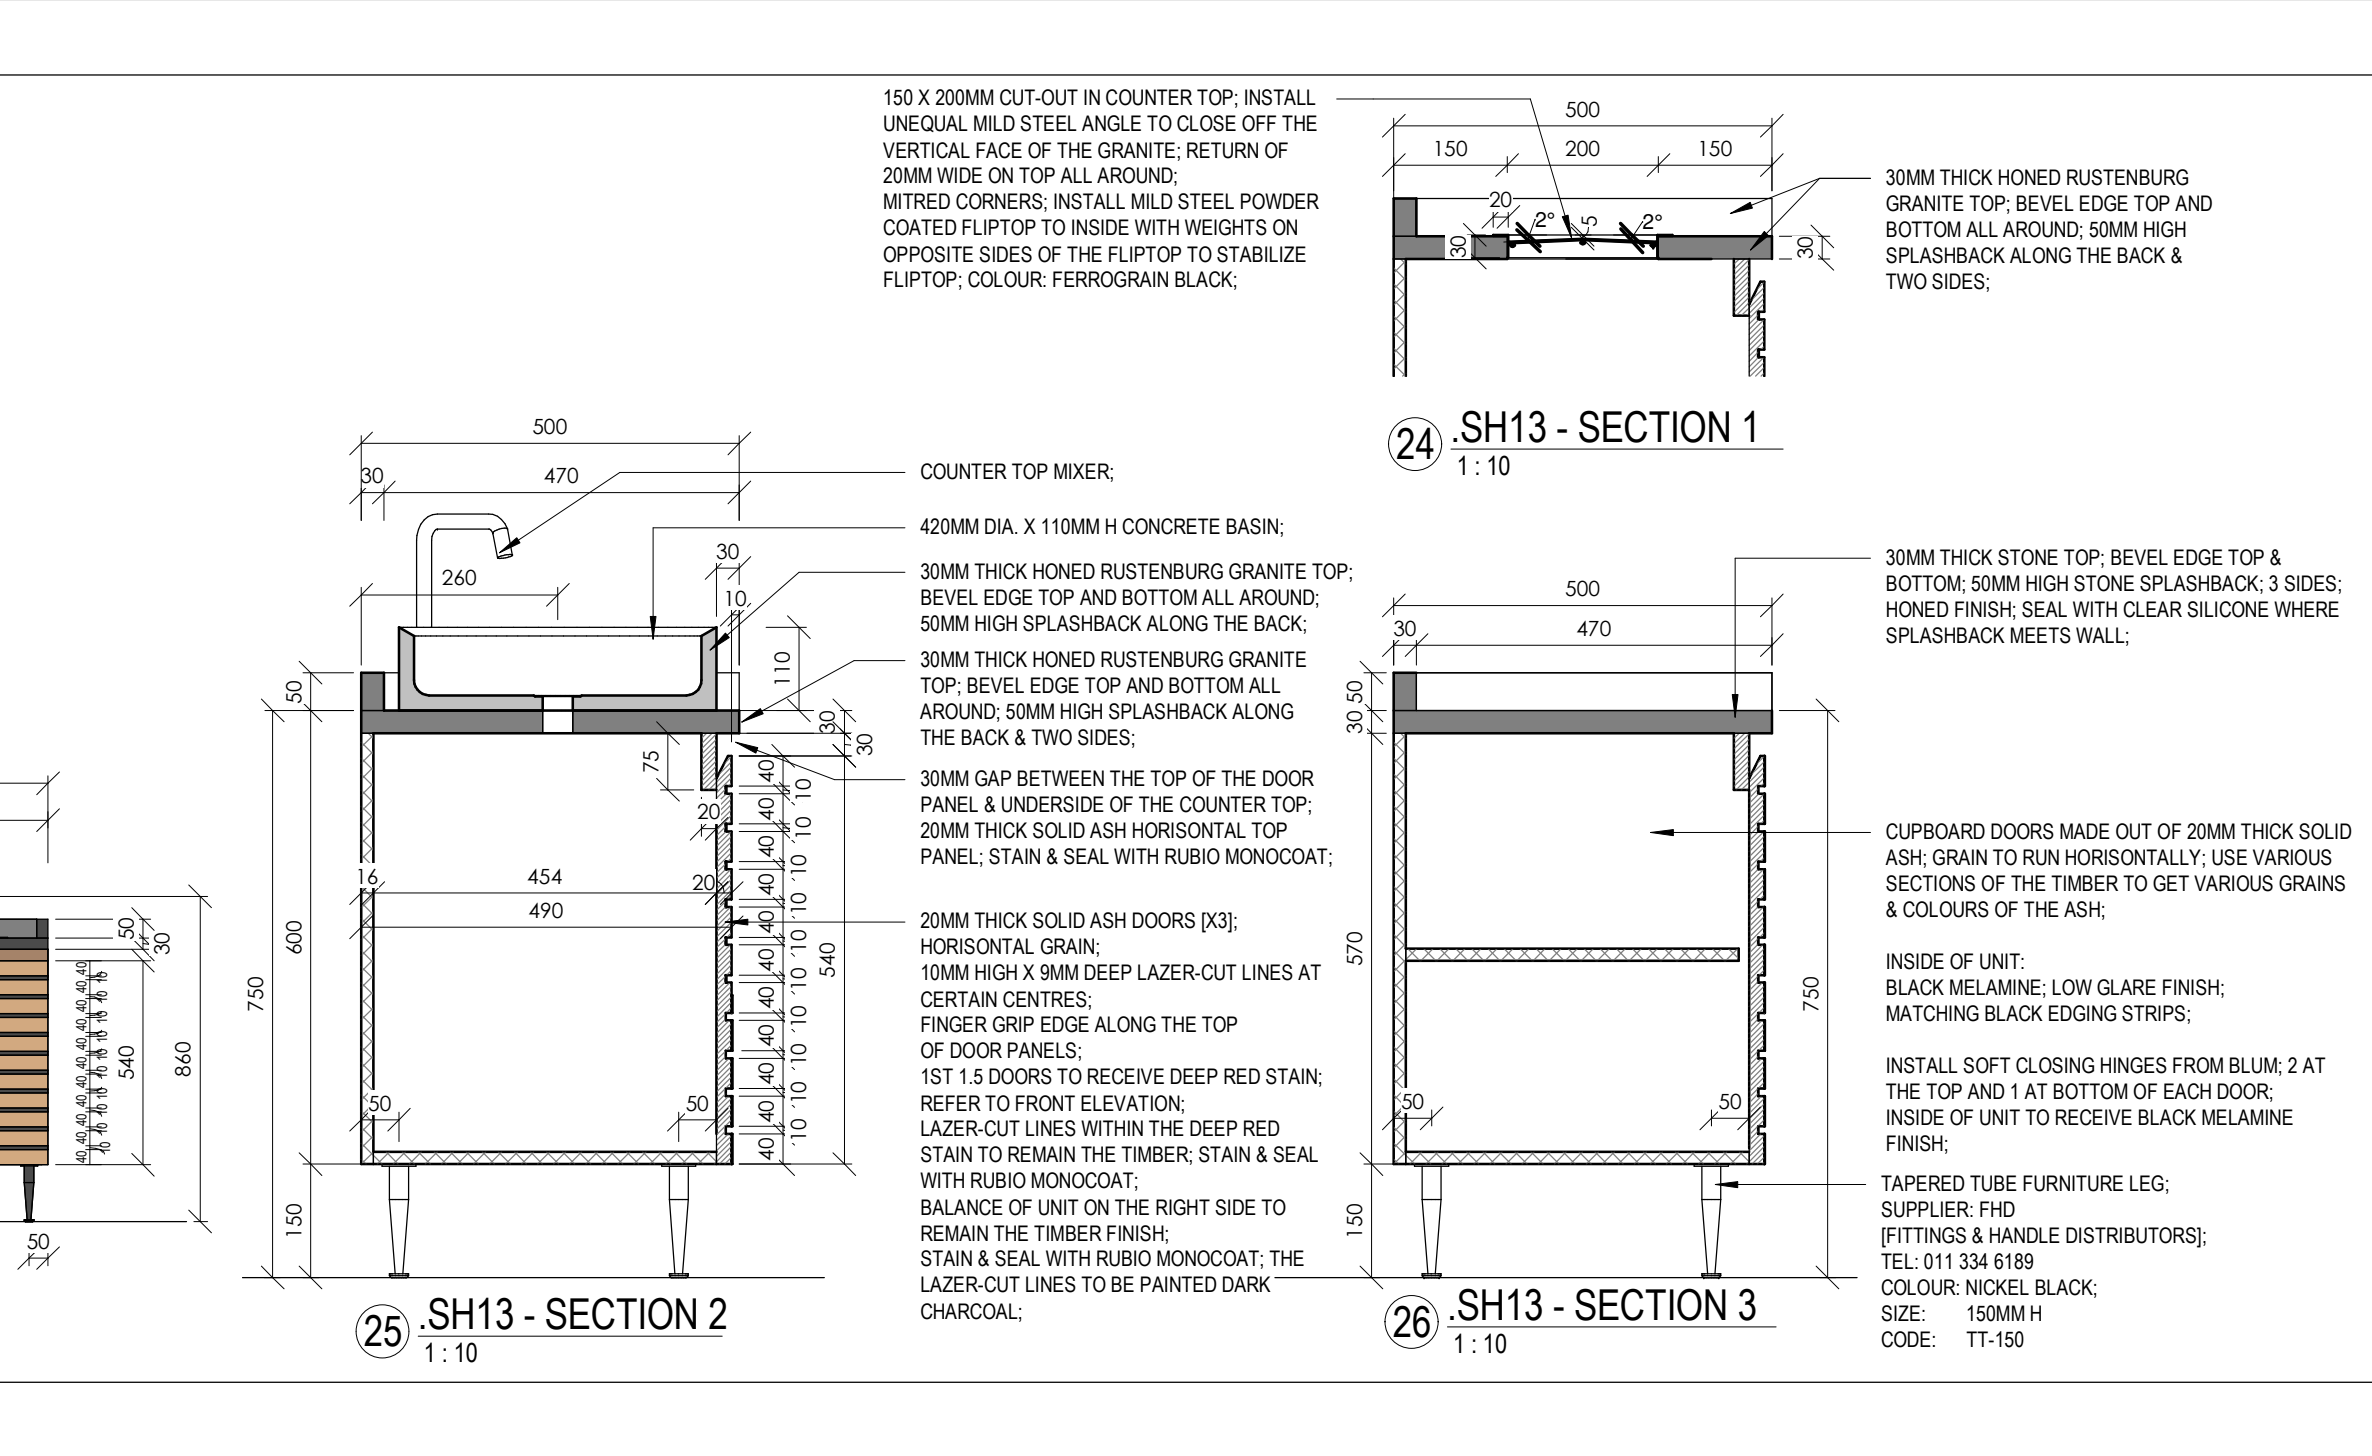 150 X 200MM CUT-OUT IN COUNTER TOP; INSTALL
UNEQUAL MILD STEEL ANGLE TO CLOSE OFF THE
VERTICAL FACE OF THE GRANITE; RETURN OF
20MM WIDE ON TOP ALL AROUND;
MITRED CORNERS; INSTALL MILD STEEL POWDER
COATED FLIPTOP TO INSIDE WITH WEIGHTS ON
OPPOSITE SIDES OF THE FLIPTOP TO STABILIZE
FLIPTOP; COLOUR: FERROGRAIN BLACK;
500
150 200 150
20
2° 5 2°
30 30
30MM THICK HONED RUSTENBURG
GRANITE TOP; BEVEL EDGE TOP AND
BOTTOM ALL AROUND; 50MM HIGH
SPLASHBACK ALONG THE BACK &
TWO SIDES;
24 .SH13 - SECTION 1
1 : 10
500
30 470
260
30
10
110
50
30
30
75
20
16 454 20
490
600
750
540
50 50
150
40
10
40
10
40
10
40
10
40
10
40
10
40
10
40
10
40
10
40
10
40
COUNTER TOP MIXER;
420MM DIA. X 110MM H CONCRETE BASIN;
30MM THICK HONED RUSTENBURG GRANITE TOP;
BEVEL EDGE TOP AND BOTTOM ALL AROUND;
50MM HIGH SPLASHBACK ALONG THE BACK;
30MM THICK HONED RUSTENBURG GRANITE
TOP; BEVEL EDGE TOP AND BOTTOM ALL
AROUND; 50MM HIGH SPLASHBACK ALONG
THE BACK & TWO SIDES;
30MM GAP BETWEEN THE TOP OF THE DOOR
PANEL & UNDERSIDE OF THE COUNTER TOP;
20MM THICK SOLID ASH HORISONTAL TOP
PANEL; STAIN & SEAL WITH RUBIO MONOCOAT;
20MM THICK SOLID ASH DOORS [X3];
HORISONTAL GRAIN;
10MM HIGH X 9MM DEEP LAZER-CUT LINES AT
CERTAIN CENTRES;
FINGER GRIP EDGE ALONG THE TOP
OF DOOR PANELS;
1ST 1.5 DOORS TO RECEIVE DEEP RED STAIN;
REFER TO FRONT ELEVATION;
LAZER-CUT LINES WITHIN THE DEEP RED
STAIN TO REMAIN THE TIMBER; STAIN & SEAL
WITH RUBIO MONOCOAT;
BALANCE OF UNIT ON THE RIGHT SIDE TO
REMAIN THE TIMBER FINISH;
STAIN & SEAL WITH RUBIO MONOCOAT; THE
LAZER-CUT LINES TO BE PAINTED DARK
CHARCOAL;
25 .SH13 - SECTION 2
1 : 10
50
30
540
860
50
500
30 470
50
30
570
750
50 50
150
30MM THICK STONE TOP; BEVEL EDGE TOP &
BOTTOM; 50MM HIGH STONE SPLASHBACK; 3 SIDES;
HONED FINISH; SEAL WITH CLEAR SILICONE WHERE
SPLASHBACK MEETS WALL;
CUPBOARD DOORS MADE OUT OF 20MM THICK SOLID
ASH; GRAIN TO RUN HORISONTALLY; USE VARIOUS
SECTIONS OF THE TIMBER TO GET VARIOUS GRAINS
& COLOURS OF THE ASH;
INSIDE OF UNIT:
BLACK MELAMINE; LOW GLARE FINISH;
MATCHING BLACK EDGING STRIPS;
INSTALL SOFT CLOSING HINGES FROM BLUM; 2 AT
THE TOP AND 1 AT BOTTOM OF EACH DOOR;
INSIDE OF UNIT TO RECEIVE BLACK MELAMINE
FINISH;
TAPERED TUBE FURNITURE LEG;
SUPPLIER: FHD
[FITTINGS & HANDLE DISTRIBUTORS];
TEL: 011 334 6189
COLOUR: NICKEL BLACK;
SIZE: 150MM H
CODE: TT-150
26 .SH13 - SECTION 3
1 : 10